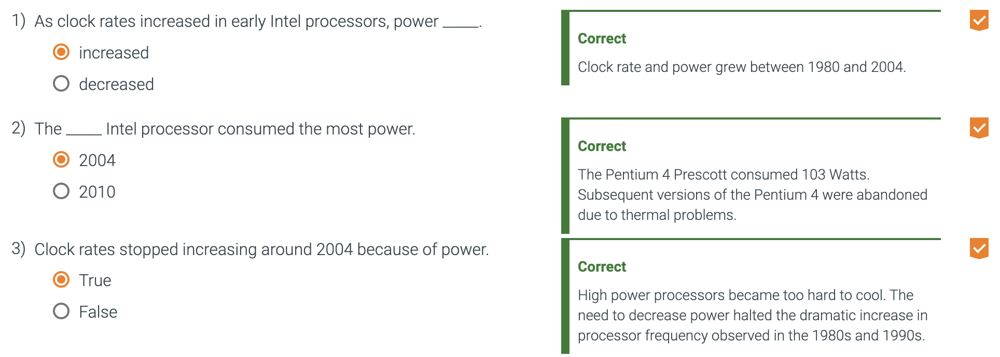 1) As clock rates increased in early Intel processors, power _____.
increased
decreased
Correct
Clock rate and power grew between 1980 and 2004.
2) The _____ Intel processor consumed the most power.
2004
2010
Correct
The Pentium 4 Prescott consumed 103 Watts.
Subsequent versions of the Pentium 4 were abandoned
due to thermal problems.
3) Clock rates stopped increasing around 2004 because of power.
True
False
Correct
High power processors became too hard to cool. The
need to decrease power halted the dramatic increase in
processor frequency observed in the 1980s and 1990s.